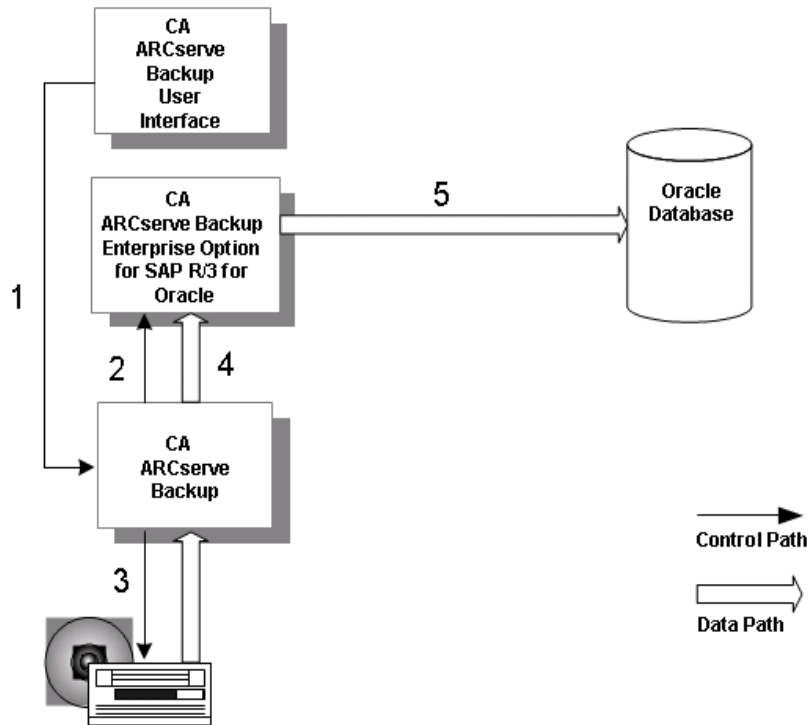 CA
ARCserve
Backup
User
Interface
CA
ARCserve Backup
Enterprise Option
for SAP R/3 for
Oracle
5
Oracle
Database
1
2
4
CA
ARCserve
Backup
3
Control Path
Data Path